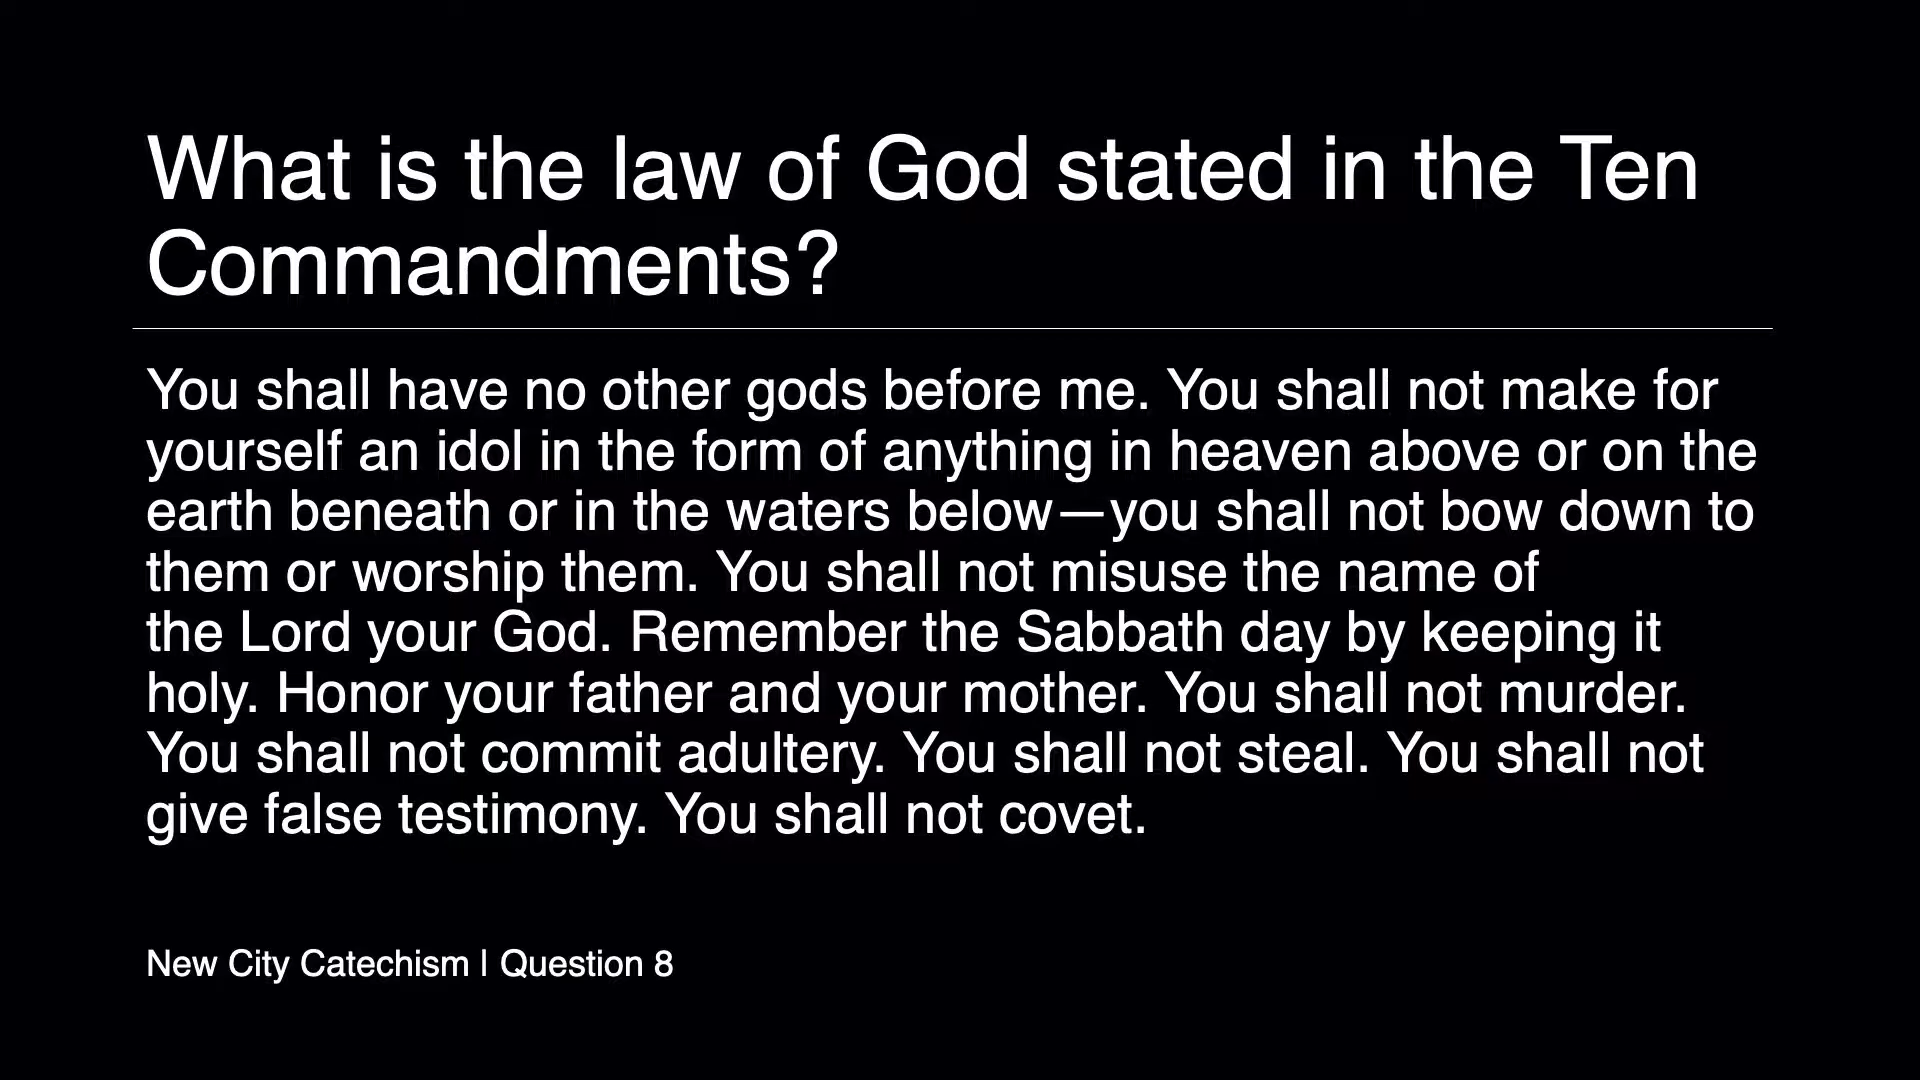 What is the law of God stated in the Ten
Commandments?
You shall have no other gods before me. You shall not make for
yourself an idol in the form of anything in heaven above or on the
earth beneath or in the waters below—you shall not bow down to
them or worship them. You shall not misuse the name of
the Lord your God. Remember the Sabbath day by keeping it
holy. Honor your father and your mother. You shall not murder.
You shall not commit adultery. You shall not steal. You shall not
give false testimony. You shall not covet.
New City Catechism | Question 8